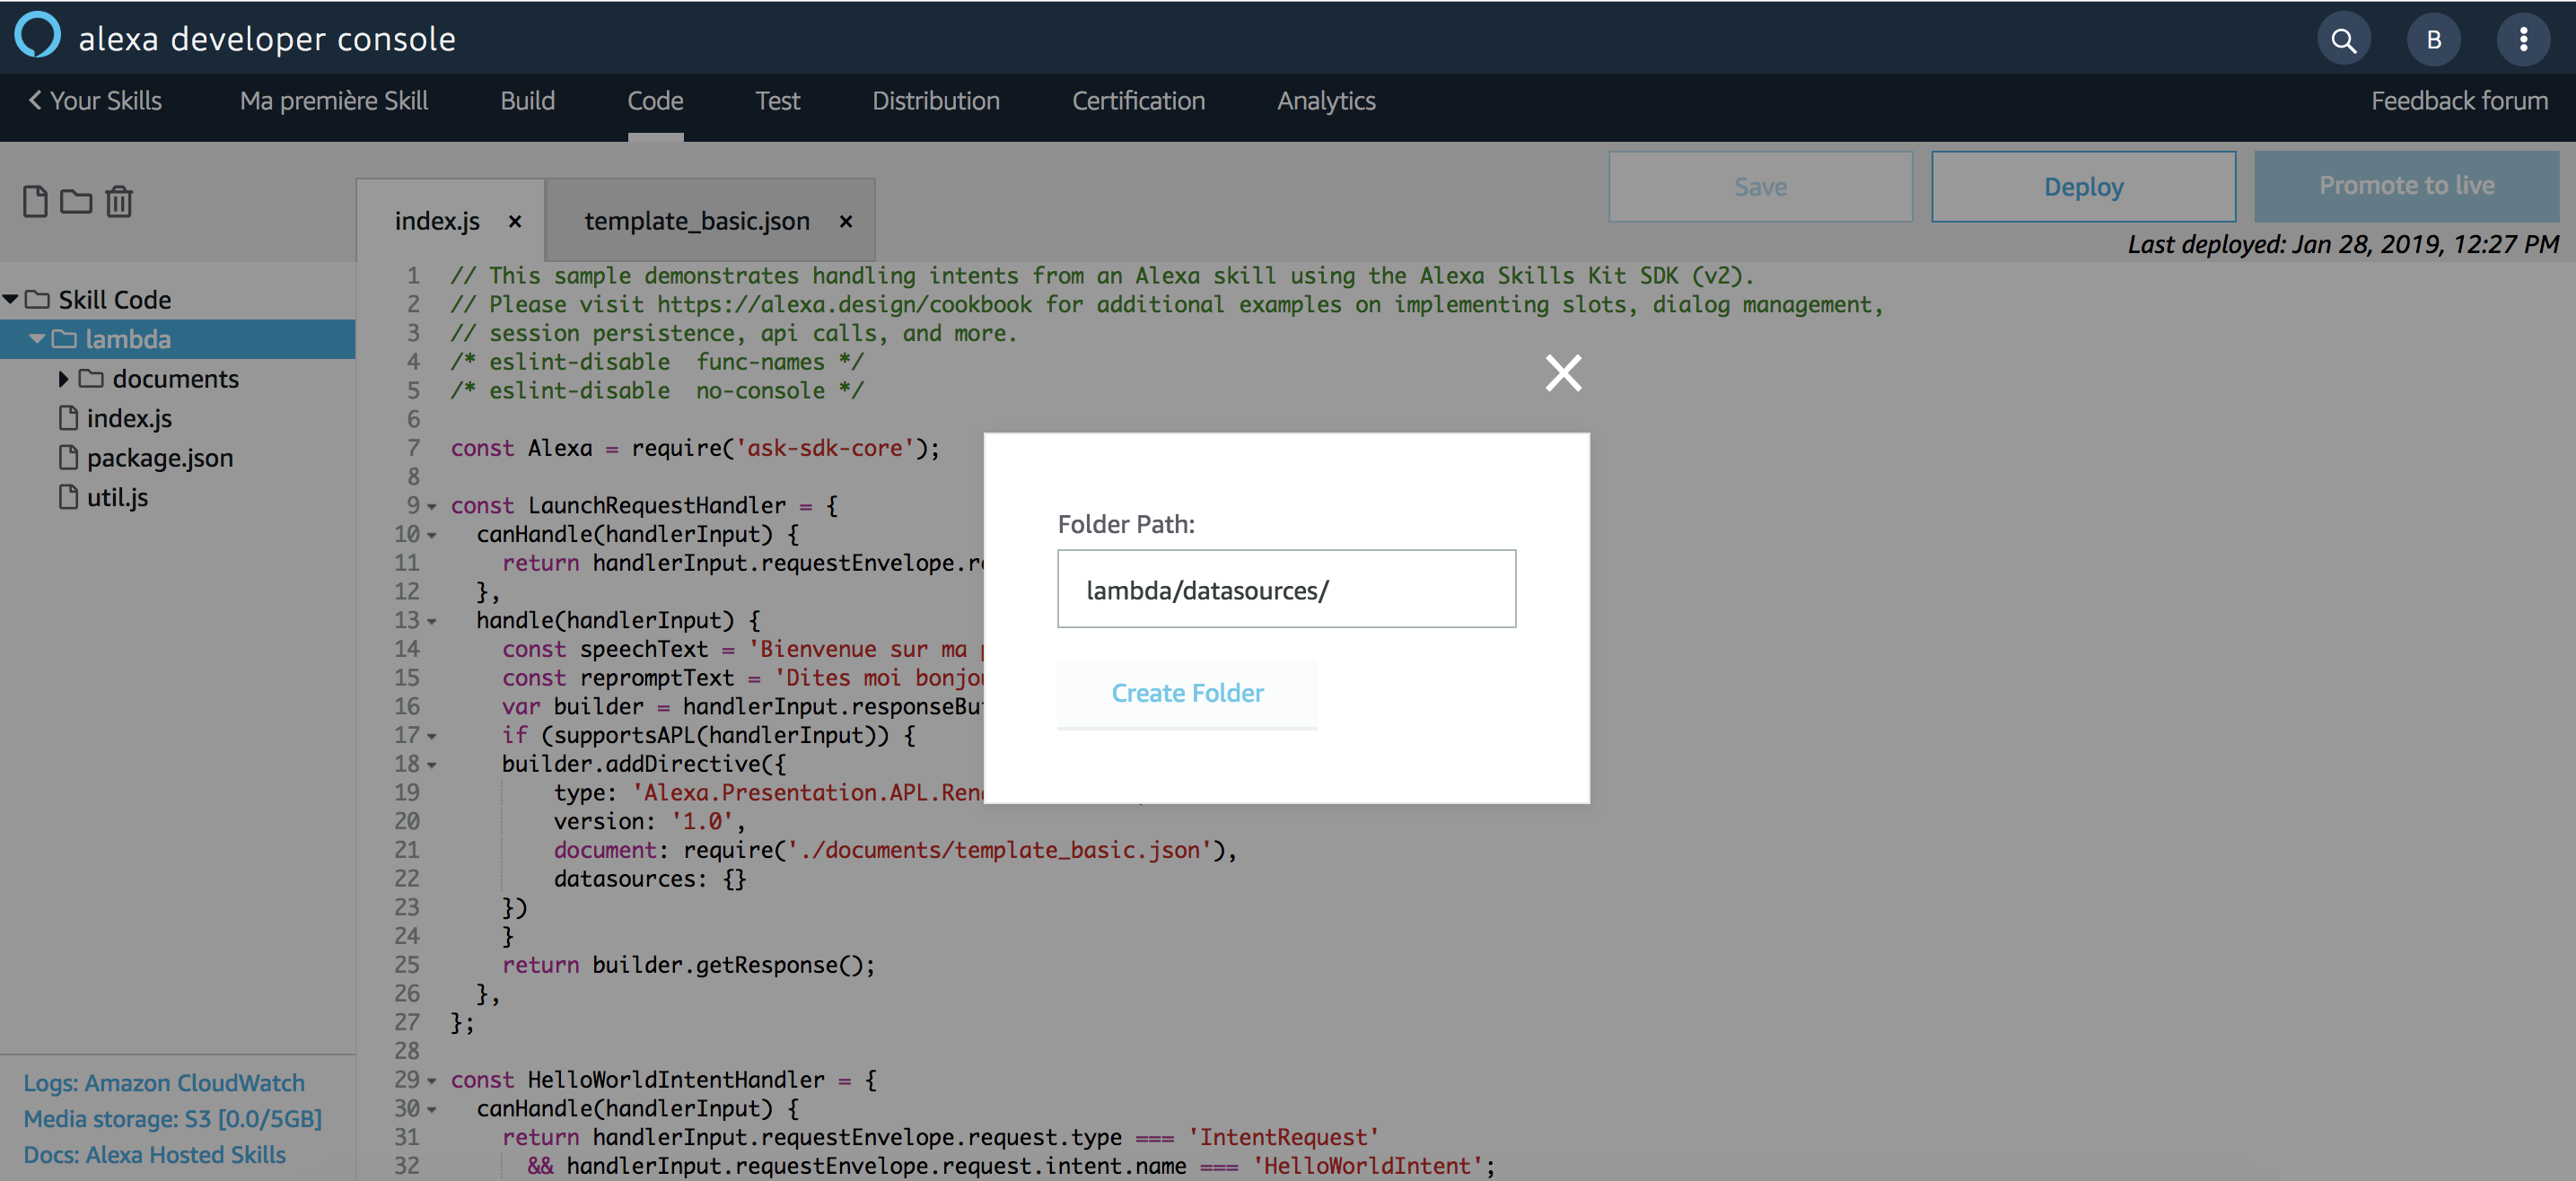 alexa developer console
B
Your Skills
Ma première Skill
Build
Code
Test
Distribution
Certification
Analytics
Feedback forum
Save
Deploy
Promote to live
Last deployed: Jan 28, 2019, 12:27 PM
index.js ×
template_basic.json ×
Skill Code
lambda
documents
index.js
package.json
util.js
Logs: Amazon CloudWatch
Media storage: S3 [0.0/5GB]
Docs: Alexa Hosted Skills
1 // This sample demonstrates handling intents from an Alexa skill using the Alexa Skills Kit SDK (v2).
2 // Please visit https://alexa.design/cookbook for additional examples on implementing slots, dialog management,
3 // session persistence, api calls, and more.
4 /* eslint-disable  func-names */
5 /* eslint-disable  no-console */
6
7 const Alexa = require('ask-sdk-core');
8
9 const LaunchRequestHandler = {
10   canHandle(handlerInput) {
11     return handlerInput.requestEnvelope.r
12   },
13   handle(handlerInput) {
14     const speechText = 'Bienvenue sur ma
15     const repromptText = 'Dites moi bonjo
16     var builder = handlerInput.responseBu
17     if (supportsAPL(handlerInput)) {
18     builder.addDirective({
19         type: 'Alexa.Presentation.APL.Ren
20         version: '1.0',
21         document: require('./documents/template_basic.json'),
22         datasources: {}
23     })
24     }
25     return builder.getResponse();
26   },
27 };
28
29 const HelloWorldIntentHandler = {
30   canHandle(handlerInput) {
31     return handlerInput.requestEnvelope.request.type === 'IntentRequest'
32       && handlerInput.requestEnvelope.request.intent.name === 'HelloWorldIntent';
Folder Path:
lambda/datasources/
Create Folder